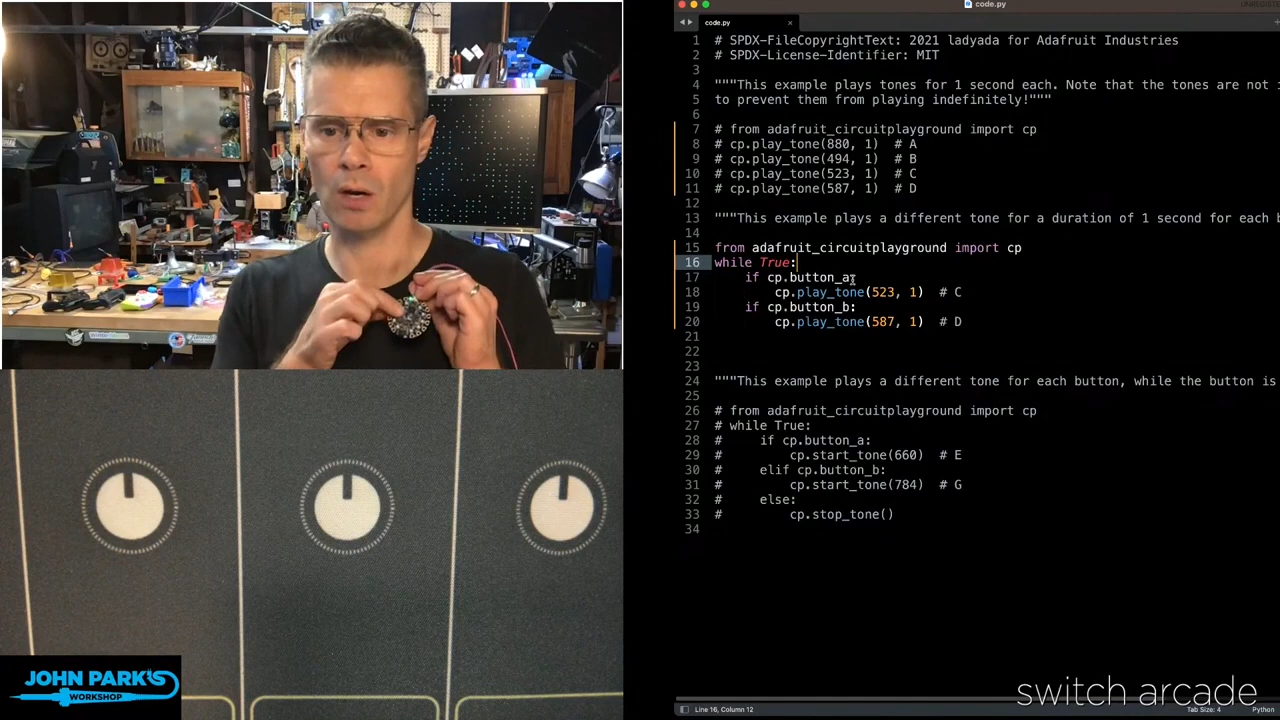 code.py
UNREGISTE
code.py
1 # SPDX-FileCopyrightText: 2021 ladyada for Adafruit Industries
2 # SPDX-License-Identifier: MIT
3
4 """This example plays tones for 1 second each. Note that the tones are not i
5 to prevent them from playing indefinitely!"""
6
7 # from adafruit_circuitplayground import cp
8 # cp.play_tone(880, 1)  # A
9 # cp.play_tone(494, 1)  # B
10 # cp.play_tone(523, 1)  # C
11 # cp.play_tone(587, 1)  # D
12
13 """This example plays a different tone for a duration of 1 second for each
14
15 from adafruit_circuitplayground import cp
16 while True:
17     if cp.button_a:
18         cp.play_tone(523, 1)  # C
19     if cp.button_b:
20         cp.play_tone(587, 1)  # D
21
22
23
24 """This example plays a different tone for each button, while the button is
25
26 # from adafruit_circuitplayground import cp
27 # while True:
28 #     if cp.button_a:
29 #         cp.start_tone(660)  # E
30 #     elif cp.button_b:
31 #         cp.start_tone(784)  # G
32 #     else:
33 #         cp.stop_tone()
34
JOHN PARK'S
WORKSHOP
switch arcade
Line 16, Column 12
Tab Size: 4
Python